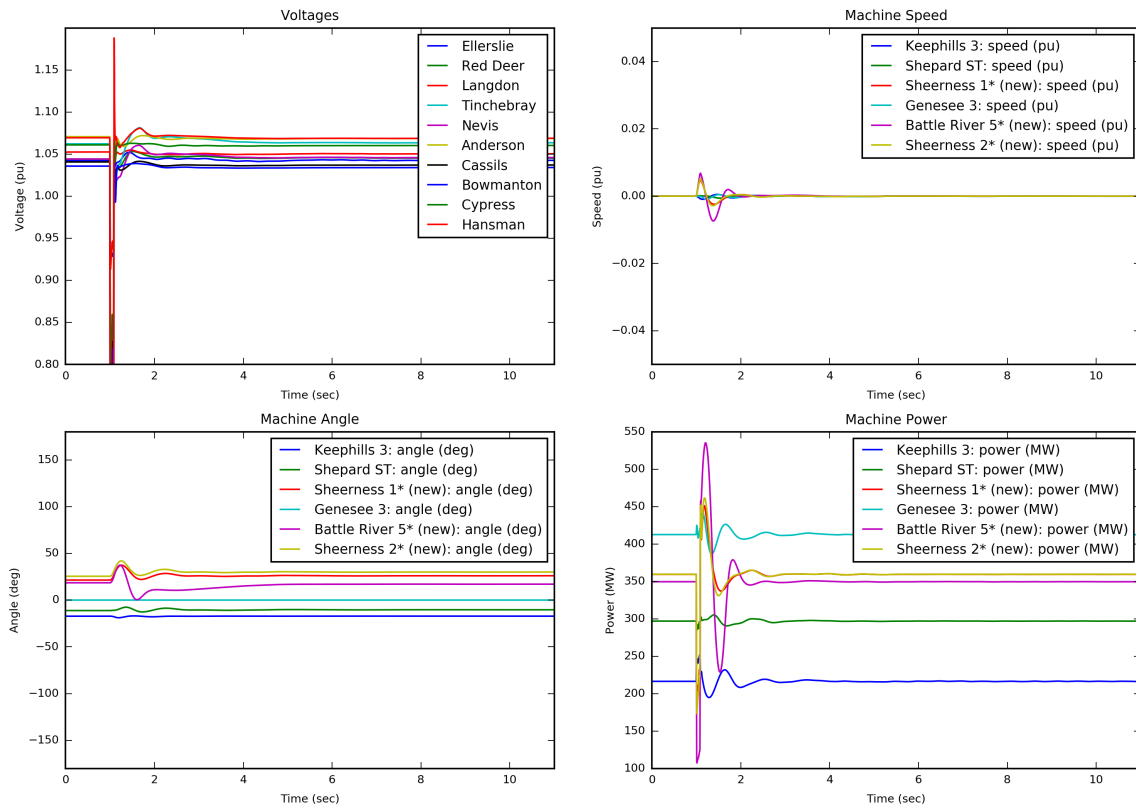 Voltages
1.15
1.10
1.05
1.00
0.95
0.90
0.85
0.80
Voltage (pu)
Ellerslie
Red Deer
Langdon
Tinchebray
Nevis
Anderson
Cassils
Bowmanton
Cypress
Hansman
0 2 4 6 8 10
Time (sec)
Machine Speed
0.04
0.02
0.00
−0.02
−0.04
Speed (pu)
Keephills 3: speed (pu)
Shepard ST: speed (pu)
Sheerness 1* (new): speed (pu)
Genesee 3: speed (pu)
Battle River 5* (new): speed (pu)
Sheerness 2* (new): speed (pu)
0 2 4 6 8 10
Time (sec)
Machine Angle
150
100
50
0
−50
−100
−150
Angle (deg)
Keephills 3: angle (deg)
Shepard ST: angle (deg)
Sheerness 1* (new): angle (deg)
Genesee 3: angle (deg)
Battle River 5* (new): angle (deg)
Sheerness 2* (new): angle (deg)
0 2 4 6 8 10
Time (sec)
Machine Power
550
500
450
400
350
300
250
200
150
100
Power (MW)
Keephills 3: power (MW)
Shepard ST: power (MW)
Sheerness 1* (new): power (MW)
Genesee 3: power (MW)
Battle River 5* (new): power (MW)
Sheerness 2* (new): power (MW)
0 2 4 6 8 10
Time (sec)